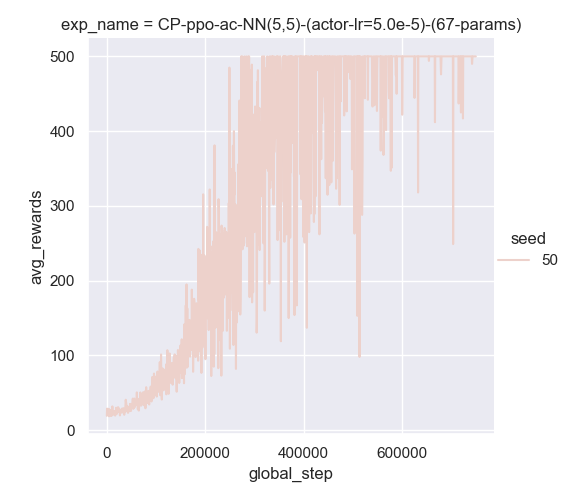 exp_name = CP-ppo-ac-NN(5,5)-(actor-lr=5.0e-5)-(67-params)
500
400
300
200
100
0
avg_rewards
0 200000 400000 600000
global_step
seed
50